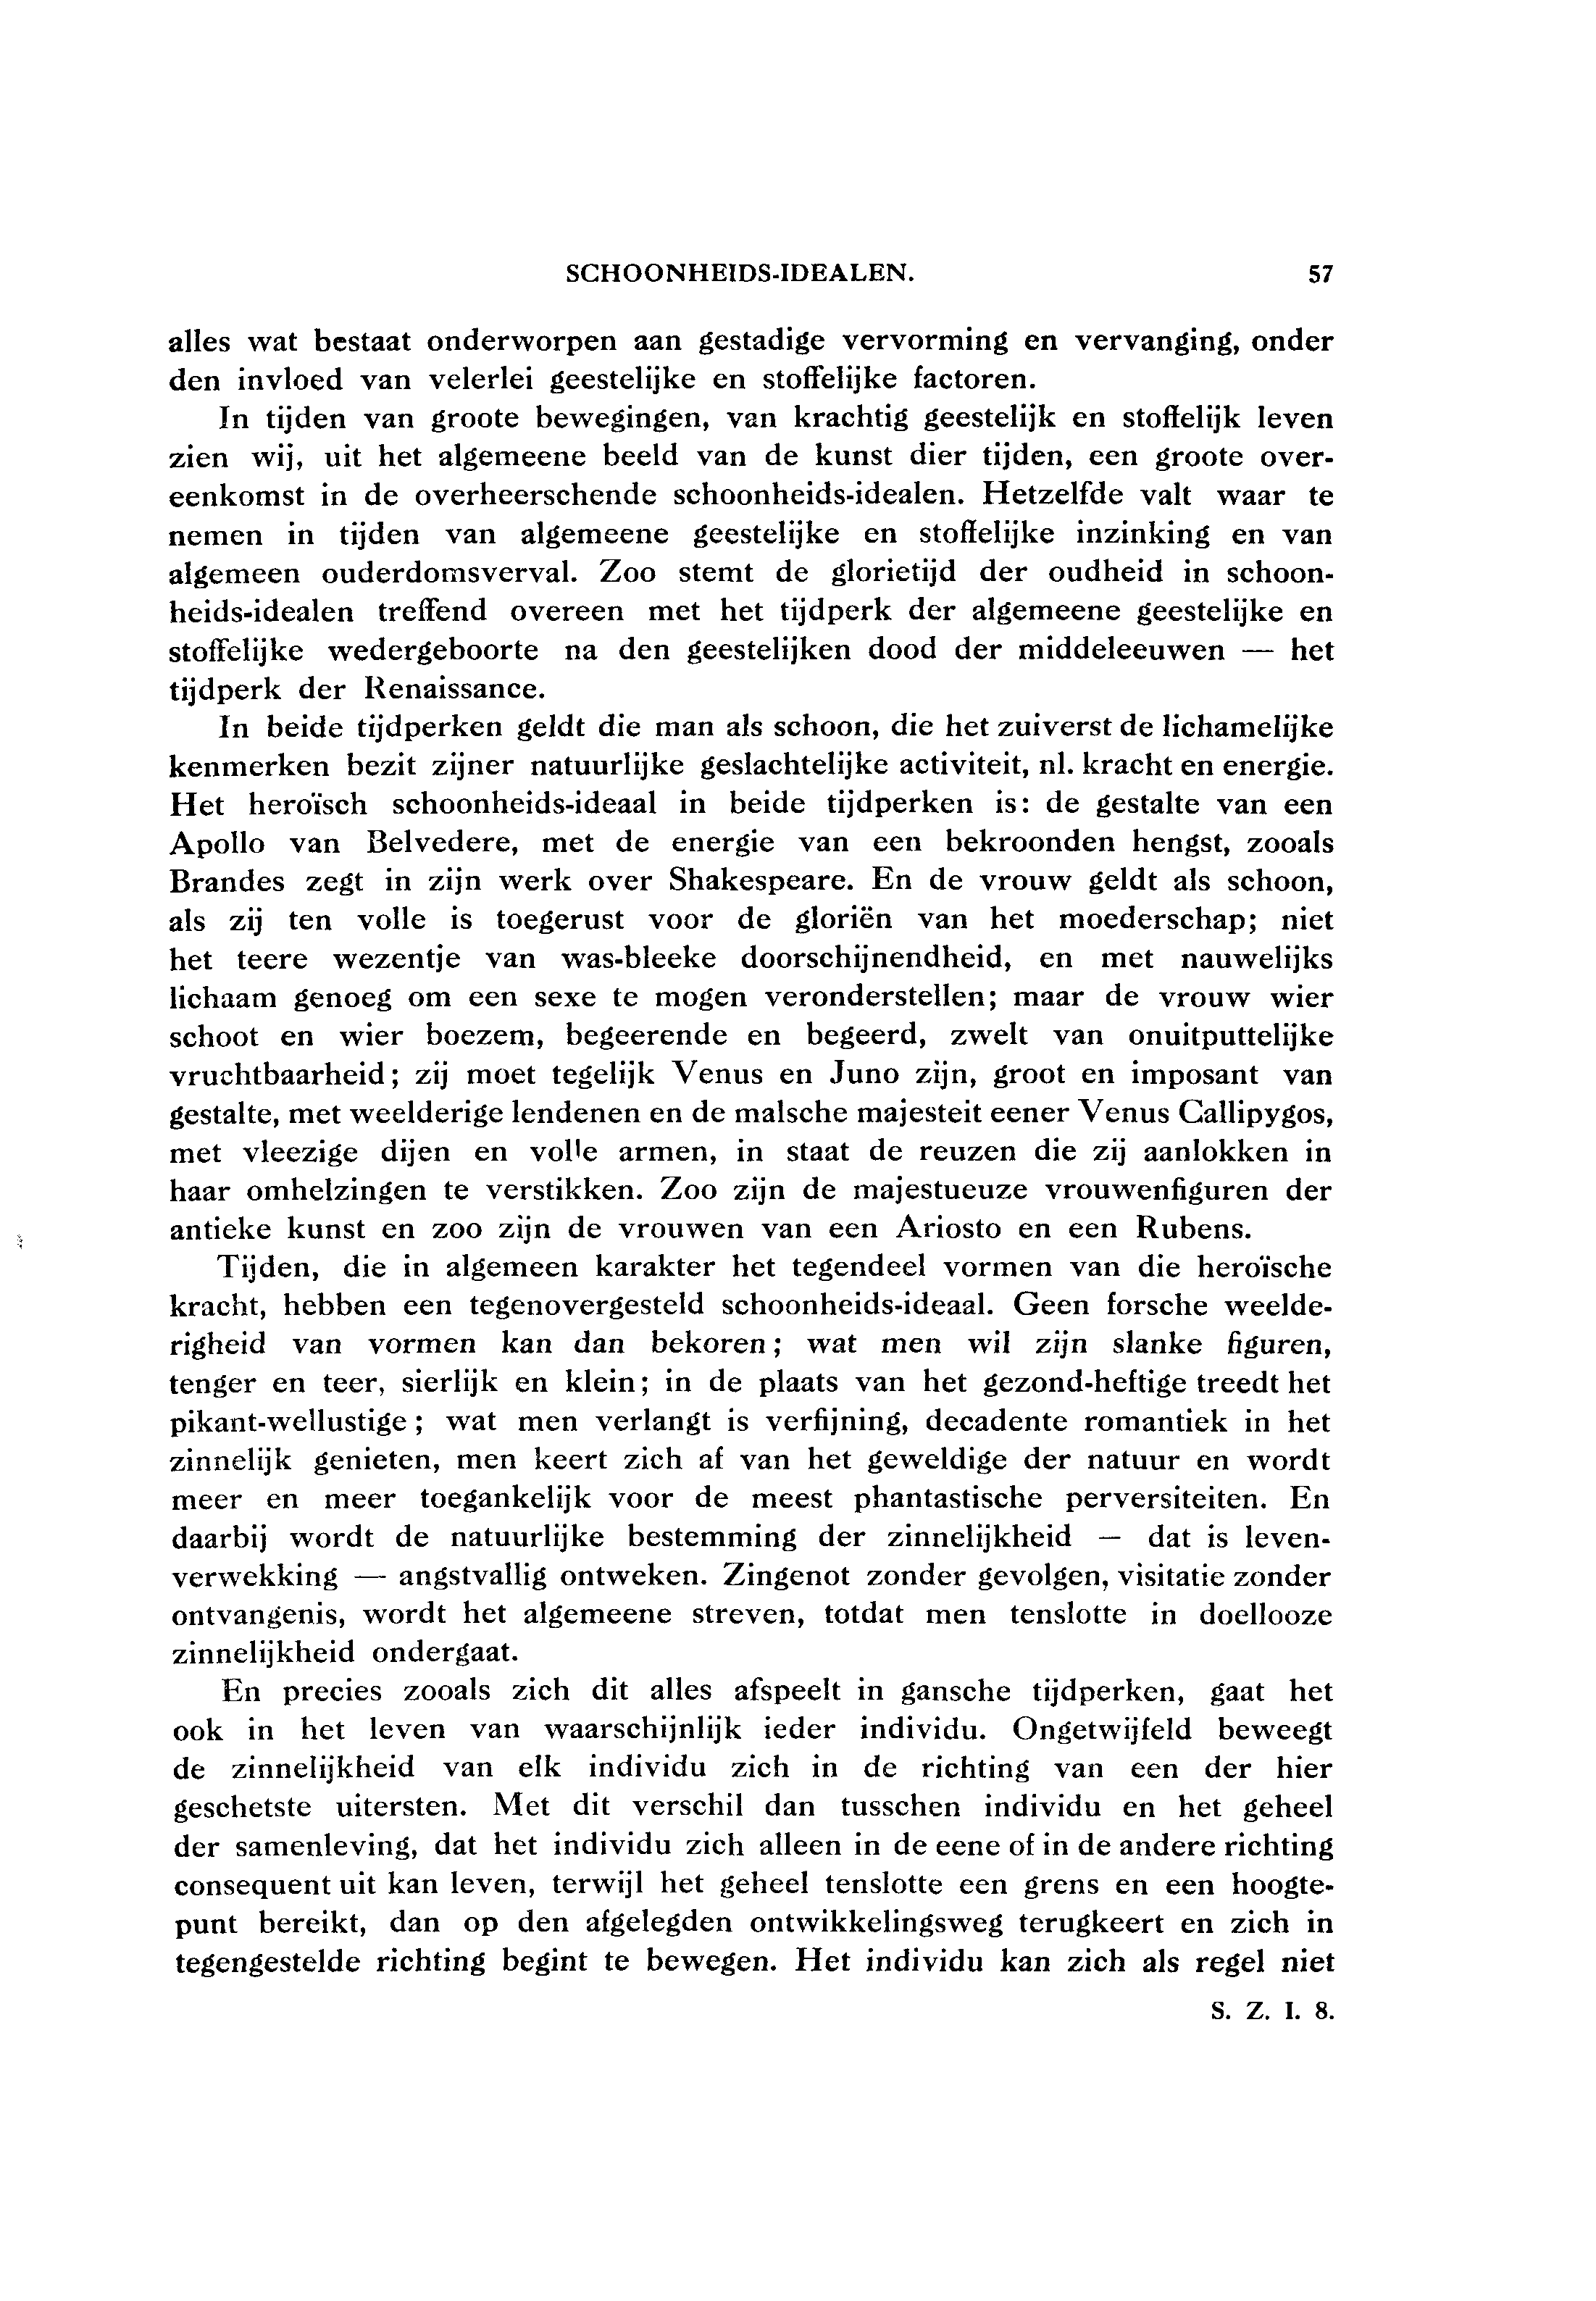 SCHOONHEIDS-IDEALEN. 57
alles wat bestaat onderworpen aan gestadige vervorming en vervanging, onder
den invloed van velerlei geestelijke en stoffelijke factoren.
In tijden van groote bewegingen, van krachtig geestelijk en stoffelijk leven
zien wij, uit het algemeene beeld van de kunst dier tijden, een groote over-
eenkomst in de overheerschende schoonheids-idealen. Hetzelfde valt waar te
nemen in tijden van algemeene geestelijke en stoffelijke inzinking en van
algemeen ouderdomsverval. Zoo stemt de glorietijd der oudheid in schoon-
heids-idealen treffend overeen met het tijdperk der algemeene geestelijke en
stoffelijke wedergeboorte na den geestelijken dood der middeleeuwen — het
tijdperk der Renaissance.
In beide tijdperken geldt die man als schoon, die het zuiverst de lichamelijke
kenmerken bezit zijner natuurlijke geslachtelijke activiteit, nl. kracht en energie.
Het heroïsch schoonheids-ideaal in beide tijdperken is: de gestalte van een
Apollo van Belvedere, met de energie van een bekroonden hengst, zooals
Brandes zegt in zijn werk over Shakespeare. En de vrouw geldt als schoon,
als zij ten volle is toegerust voor de gloriën van het moederschap; niet
het teere wezentje van was-bleeke doorschijnendheid, en met nauwelijks
lichaam genoeg om een sexe te mogen veronderstellen; maar de vrouw wier
schoot en wier boezem, begeerende en begeerd, zwelt van onuitputtelijke
vruchtbaarheid; zij moet tegelijk Venus en Juno zijn, groot en imposant van
gestalte, met weelderige lendenen en de malsche majesteit eener Venus Callipygos,
met vleezige dijen en volle armen, in staat de reuzen die zij aanlokken in
haar omhelzingen te verstikken. Zoo zijn de majestueuze vrouwenfiguren der
antieke kunst en zoo zijn de vrouwen van een Ariosto en een Rubens.
Tijden, die in algemeen karakter het tegendeel vormen van die heroïsche
kracht, hebben een tegenovergesteld schoonheids-ideaal. Geen forsche weelde-
righeid van vormen kan dan bekoren; wat men wil zijn slanke figuren,
tenger en teer, sierlijk en klein; in de plaats van het gezond-heftige treedt het
pikant-wellustige; wat men verlangt is verfijning, decadente romantiek in het
zinnelijk genieten, men keert zich af van het geweldige der natuur en wordt
meer en meer toegankelijk voor de meest phantastische perversiteiten. En
daarbij wordt de natuurlijke bestemming der zinnelijkheid — dat is leven-
verwekking — angstvallig ontweken. Zingenot zonder gevolgen, visitatie zonder
ontvangenis, wordt het algemeene streven, totdat men tenslotte in doellooze
zinnelijkheid ondergaat.
En precies zooals zich dit alles afspeelt in gansche tijdperken, gaat het
ook in het leven van waarschijnlijk ieder individu. Ongetwijfeld beweegt
de zinnelijkheid van elk individu zich in de richting van een der hier
geschetste uitersten. Met dit verschil dan tusschen individu en het geheel
der samenleving, dat het individu zich alleen in de eene of in de andere richting
consequent uit kan leven, terwijl het geheel tenslotte een grens en een hoogte-
punt bereikt, dan op den afgelegden ontwikkelingsweg terugkeert en zich in
tegengestelde richting begint te bewegen. Het individu kan zich als regel niet
S. Z. I. 8.